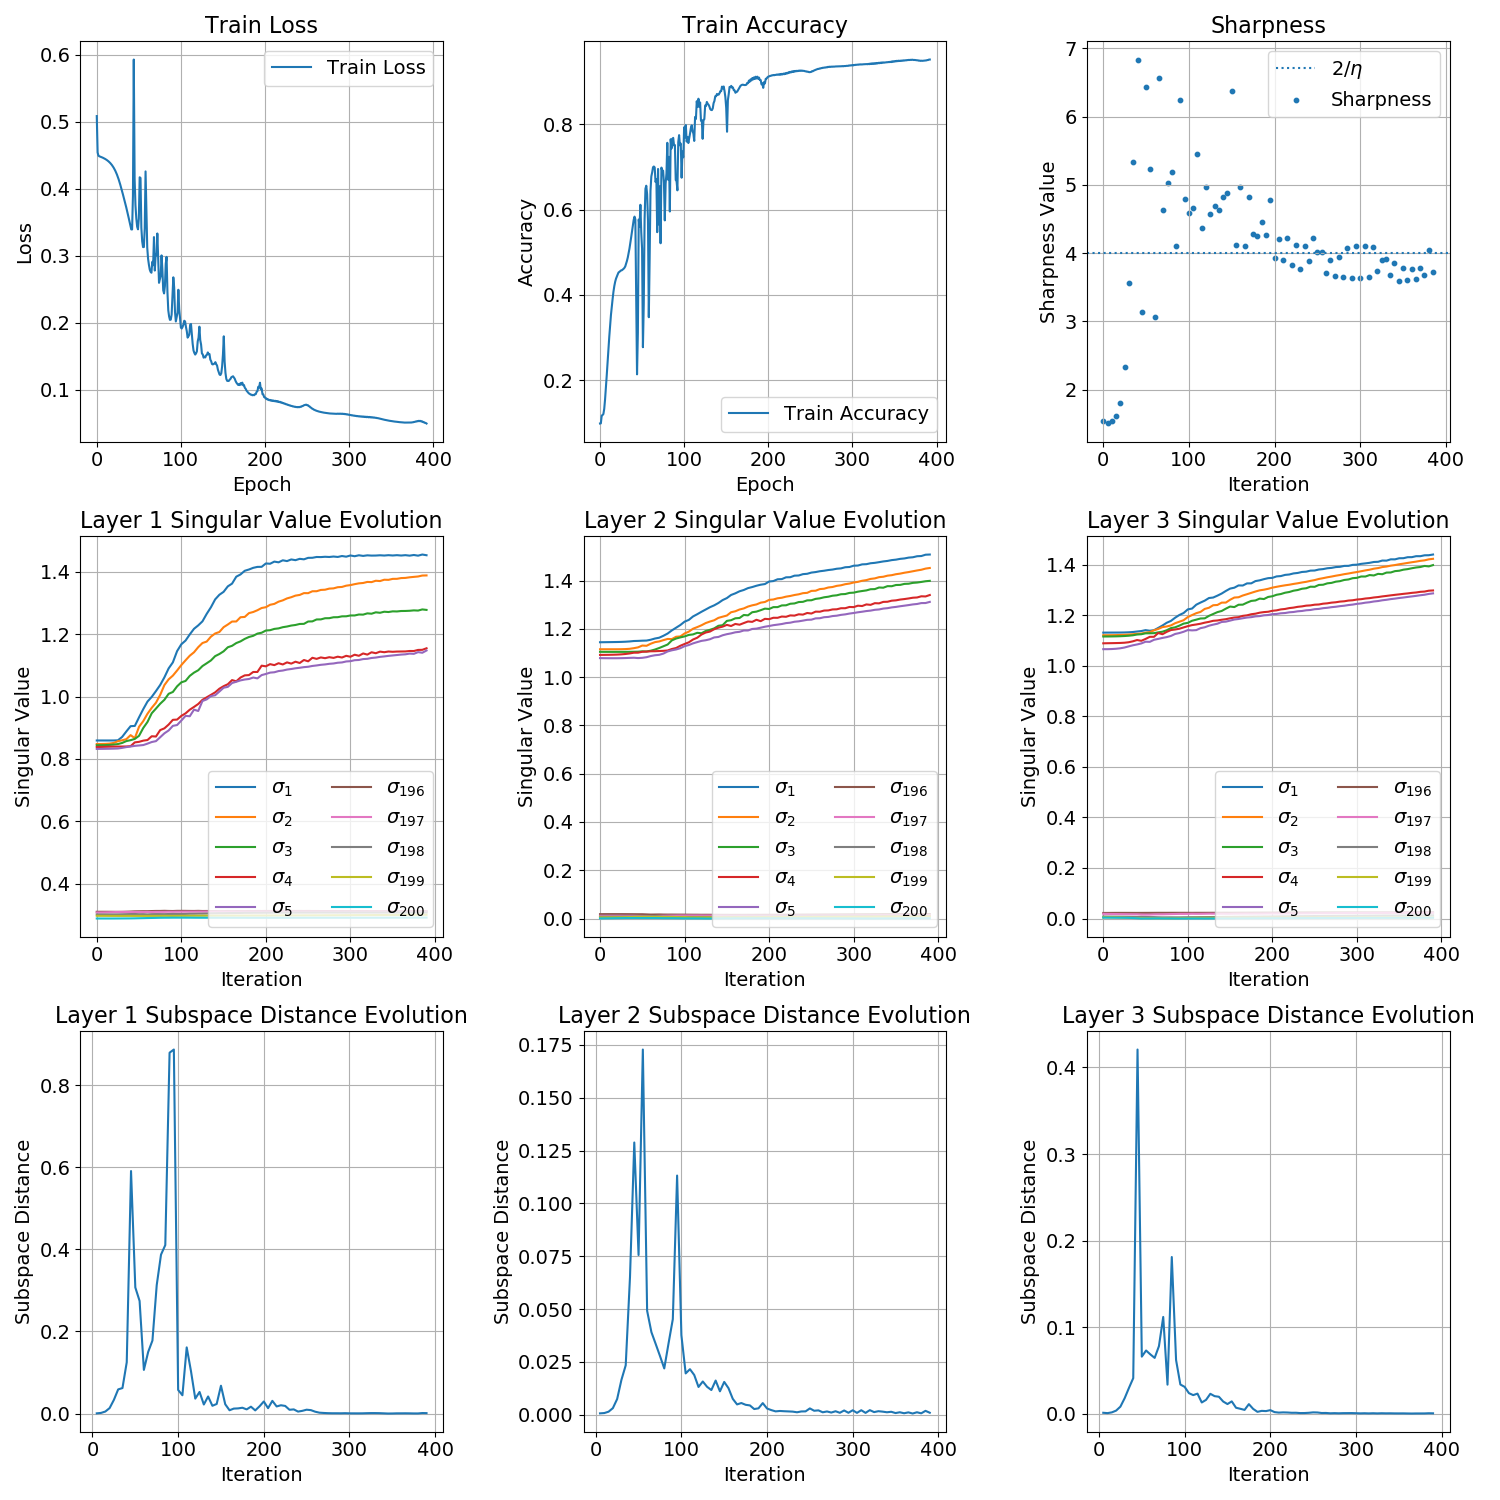 Train Loss
Train Accuracy
Sharpness
0.6
0.5
0.4
0.3
0.2
0.1
Loss
Train Loss
0 100 200 300 400
Epoch
0.8
0.6
0.4
0.2
Accuracy
Train Accuracy
0 100 200 300 400
Epoch
7
6
5
4
3
2
Sharpness Value
2/η
Sharpness
0 100 200 300 400
Iteration
Layer 1 Singular Value Evolution
Layer 2 Singular Value Evolution
Layer 3 Singular Value Evolution
1.4
1.2
1.0
0.8
0.6
0.4
Singular Value
σ1 σ196
σ2 σ197
σ3 σ198
σ4 σ199
σ5 σ200
0 100 200 300 400
Iteration
1.4
1.2
1.0
0.8
0.6
0.4
0.2
0.0
Singular Value
σ1 σ196
σ2 σ197
σ3 σ198
σ4 σ199
σ5 σ200
0 100 200 300 400
Iteration
1.4
1.2
1.0
0.8
0.6
0.4
0.2
0.0
Singular Value
σ1 σ196
σ2 σ197
σ3 σ198
σ4 σ199
σ5 σ200
0 100 200 300 400
Iteration
Layer 1 Subspace Distance Evolution
Layer 2 Subspace Distance Evolution
Layer 3 Subspace Distance Evolution
0.8
0.6
0.4
0.2
0.0
Subspace Distance
0 100 200 300 400
Iteration
0.175
0.150
0.125
0.100
0.075
0.050
0.025
0.000
Subspace Distance
0 100 200 300 400
Iteration
0.4
0.3
0.2
0.1
0.0
Subspace Distance
0 100 200 300 400
Iteration